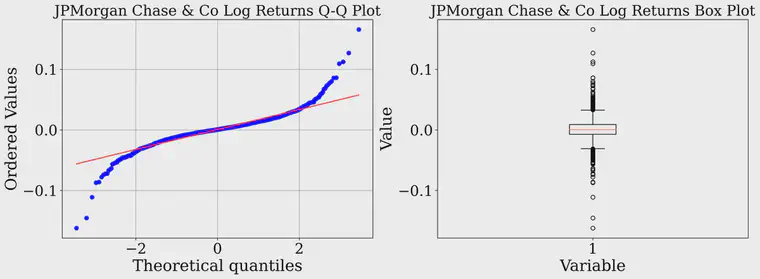 JPMorgan Chase & Co Log Returns Q-Q Plot
Ordered Values
0.1
0.0
−0.1
−2
0
2
Theoretical quantiles
JPMorgan Chase & Co Log Returns Box Plot
Value
0.1
0.0
−0.1
1
Variable